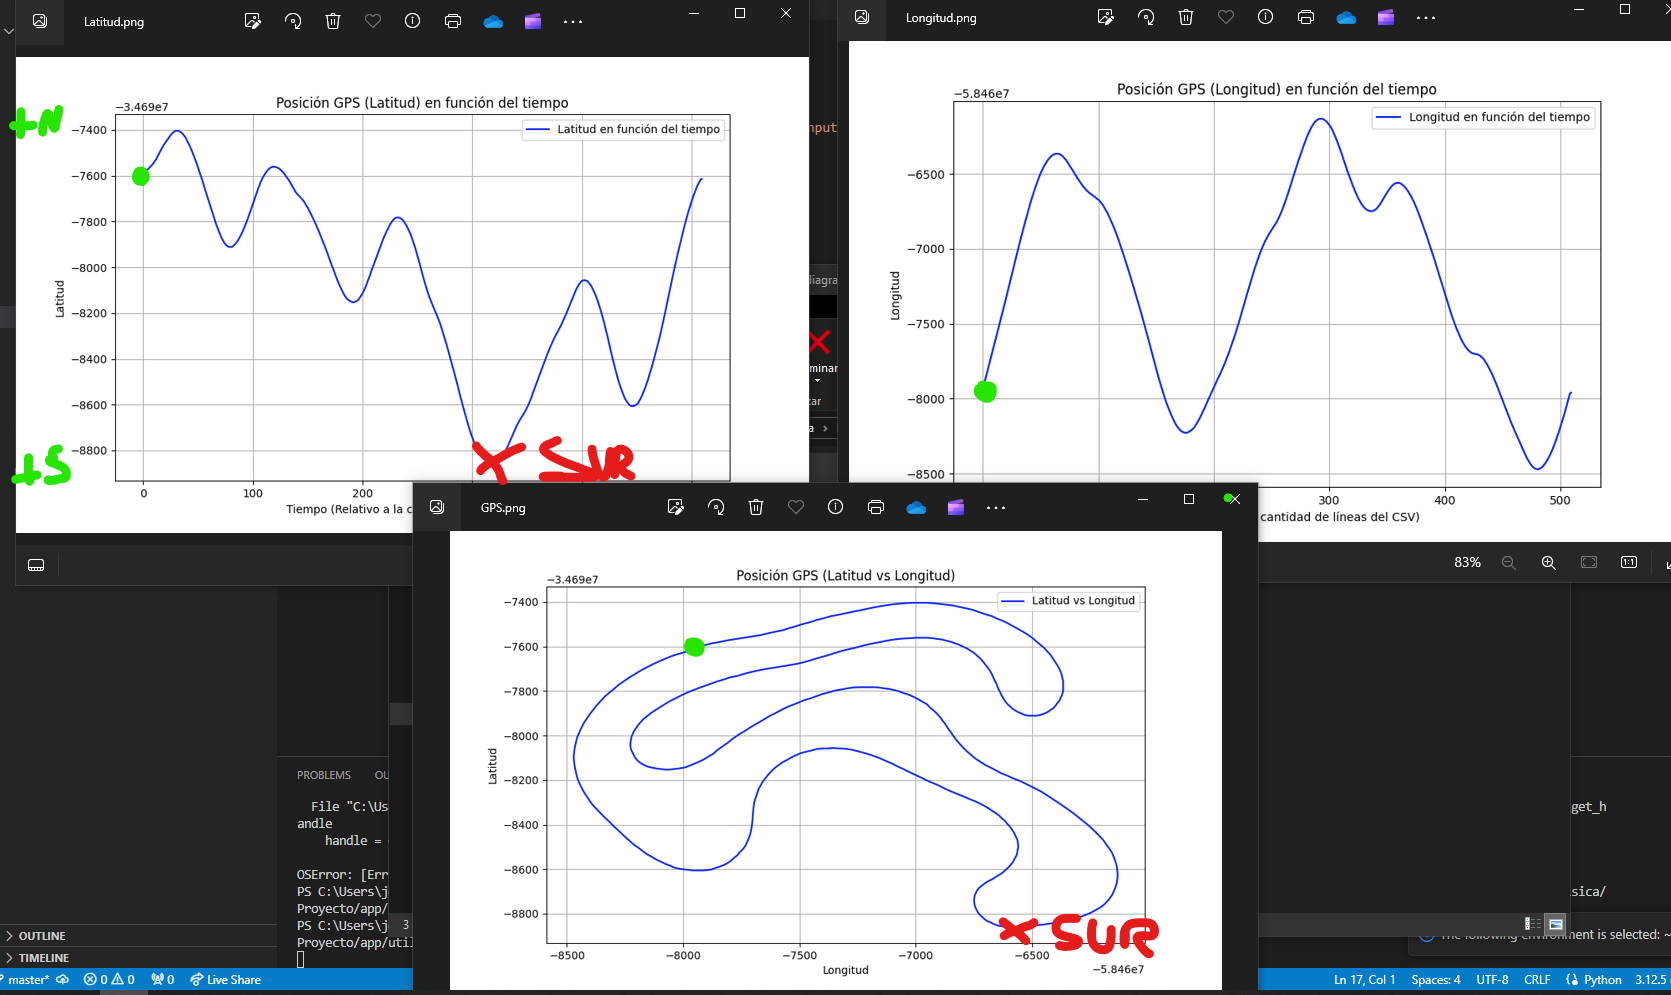 Latitud.png
Posición GPS (Latitud) en función del tiempo
−3.469e7
Latitud en función del tiempo
+N
−7400
−7600
−7800
−8000
−8200
−8400
−8600
−8800
Latitud
+S
X SUR
0
100
200
Tiempo (Relativo a la c
Longitud.png
Posición GPS (Longitud) en función del tiempo
−5.846e7
Longitud en función del tiempo
−6500
−7000
−7500
−8000
−8500
Longitud
300
400
500
cantidad de líneas del CSV)
83%
1:1
GPS.png
Posición GPS (Latitud vs Longitud)
−3.469e7
Latitud vs Longitud
−7400
−7600
−7800
−8000
−8200
−8400
−8600
−8800
Latitud
X SUR
−8500
−8000
−7500
−7000
−6500
Longitud
−5.846e7
nput
liagra
minar
zar
a
PROBLEMS
OU
File "C:\Us
andle
handle =
OSError: [Err
PS C:\Users\j
Proyecto/app/
PS C:\Users\j
Proyecto/app/uti
3
get_h
sica/
The following environment is selected: ~
OUTLINE
TIMELINE
master*
0
0
0
Live Share
Ln 17, Col 1
Spaces: 4
UTF-8
CRLF
Python
3.12.5